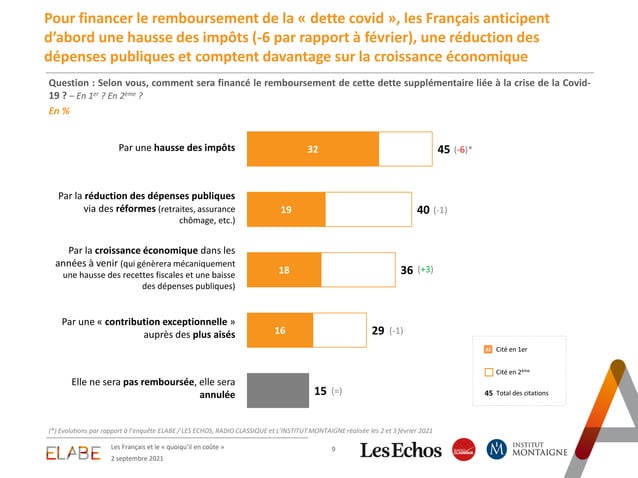 Pour financer le remboursement de la « dette covid », les Français anticipent
d'abord une hausse des impôts (-6 par rapport à février), une réduction des
dépenses publiques et comptent davantage sur la croissance économique
Question : Selon vous, comment sera financé le remboursement de cette dette supplémentaire liée à la crise de la Covid-
19 ? – En 1er ? En 2ème ?
En %
Par une hausse des impôts
32
45 (-6)*
Par la réduction des dépenses publiques
via des réformes (retraites, assurance
chômage, etc.)
19
40 (-1)
Par la croissance économique dans les
années à venir (qui génèrera mécaniquement
une hausse des recettes fiscales et une baisse
des dépenses publiques)
18
36 (+3)
Par une « contribution exceptionnelle »
auprès des plus aisés
16
29 (-1)
Elle ne sera pas remboursée, elle sera
annulée
15 (=)
32 Cité en 1er
Cité en 2ème
45 Total des citations
(*) Evolutions par rapport à l'enquête ELABE / LES ECHOS, RADIO CLASSIQUE et L'INSTITUT MONTAIGNE réalisée les 2 et 3 février 2021
ELABE
Les Français et le « quoiqu'il en coûte »
2 septembre 2021
9
Les Echos
RADIO CLASSIQUE
M
INSTITUT
MONTAIGNE